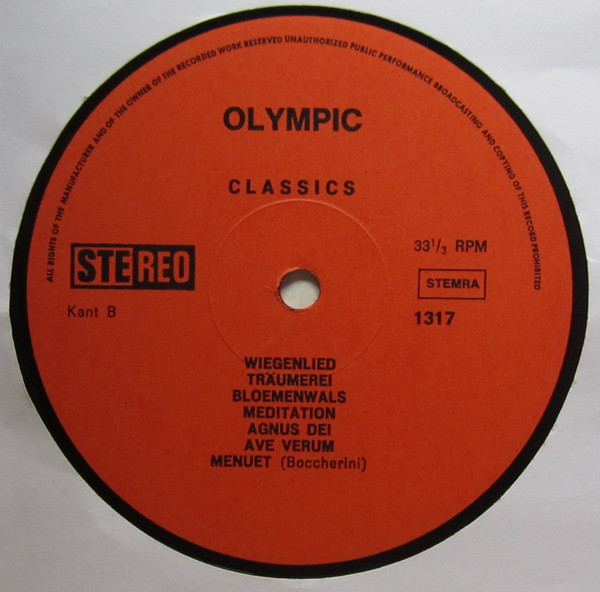 ALL RIGHTS OF THE MANUFACTURER AND OF THE OWNER OF THE RECORDED WORK RESERVED UNAUTHORIZED PUBLIC PERFORMANCE BROADCASTING AND COPYING OF THIS RECORD PROHIBITED
OLYMPIC
CLASSICS
STEREO
33 1/3 RPM
STEMRA
Kant B
1317
WIEGENLIED
TRÄUMEREI
BLOEMENWALS
MEDITATION
AGNUS DEI
AVE VERUM
MENUET (Boccherini)